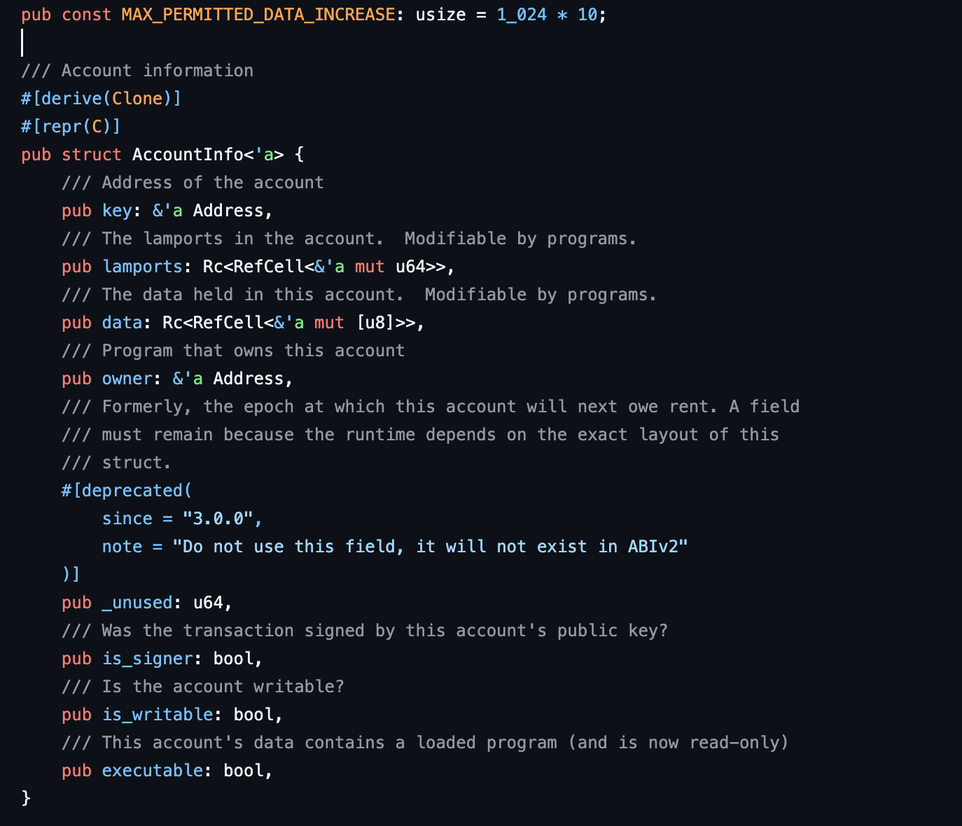 pub const MAX_PERMITTED_DATA_INCREASE: usize = 1_024 * 10;
/// Account information
#[derive(Clone)]
#[repr(C)]
pub struct AccountInfo<'a> {
    /// Address of the account
    pub key: &'a Address,
    /// The lamports in the account.  Modifiable by programs.
    pub lamports: Rc<RefCell<&'a mut u64>>,
    /// The data held in this account.  Modifiable by programs.
    pub data: Rc<RefCell<&'a mut [u8]>>,
    /// Program that owns this account
    pub owner: &'a Address,
    /// Formerly, the epoch at which this account will next owe rent. A field
    /// must remain because the runtime depends on the exact layout of this
    /// struct.
    #[deprecated(
        since = "3.0.0",
        note = "Do not use this field, it will not exist in ABIv2"
    )]
    pub _unused: u64,
    /// Was the transaction signed by this account's public key?
    pub is_signer: bool,
    /// Is the account writable?
    pub is_writable: bool,
    /// This account's data contains a loaded program (and is now read-only)
    pub executable: bool,
}